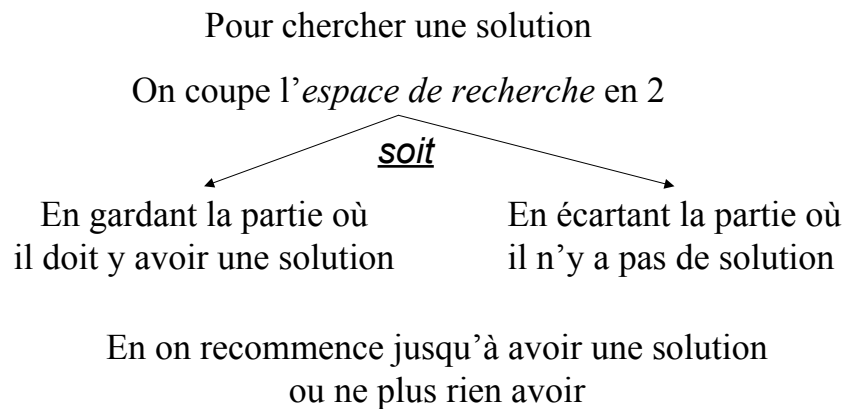 Pour chercher une solution
On coupe l’espace de recherche en 2
soit
En gardant la partie où
il doit y avoir une solution
En écartant la partie où
il n’y a pas de solution
En on recommence jusqu’à avoir une solution
ou ne plus rien avoir